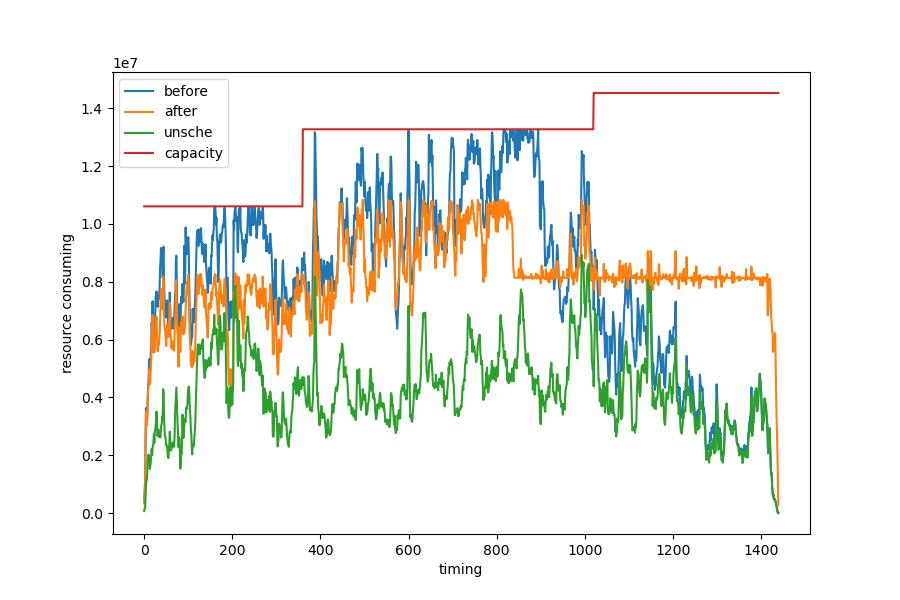 1e7
before
after
unsche
capacity
1.4
1.2
1.0
0.8
0.6
0.4
0.2
0.0
resource consuming
0 200 400 600 800 1000 1200 1400
timing